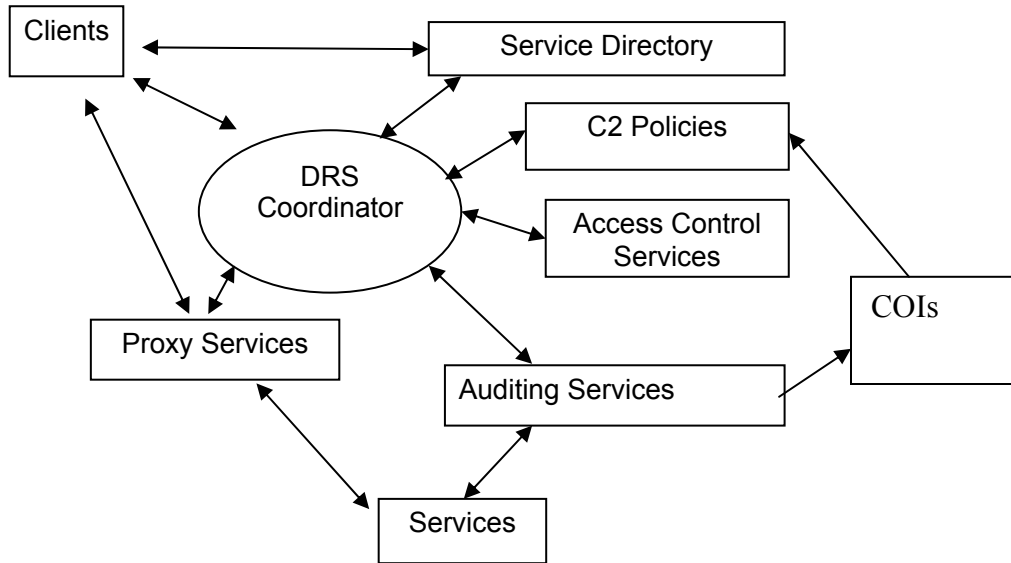 Clients
Service Directory
C2 Policies
DRS
Coordinator
Access Control
Services
COIs
Proxy Services
Auditing Services
Services